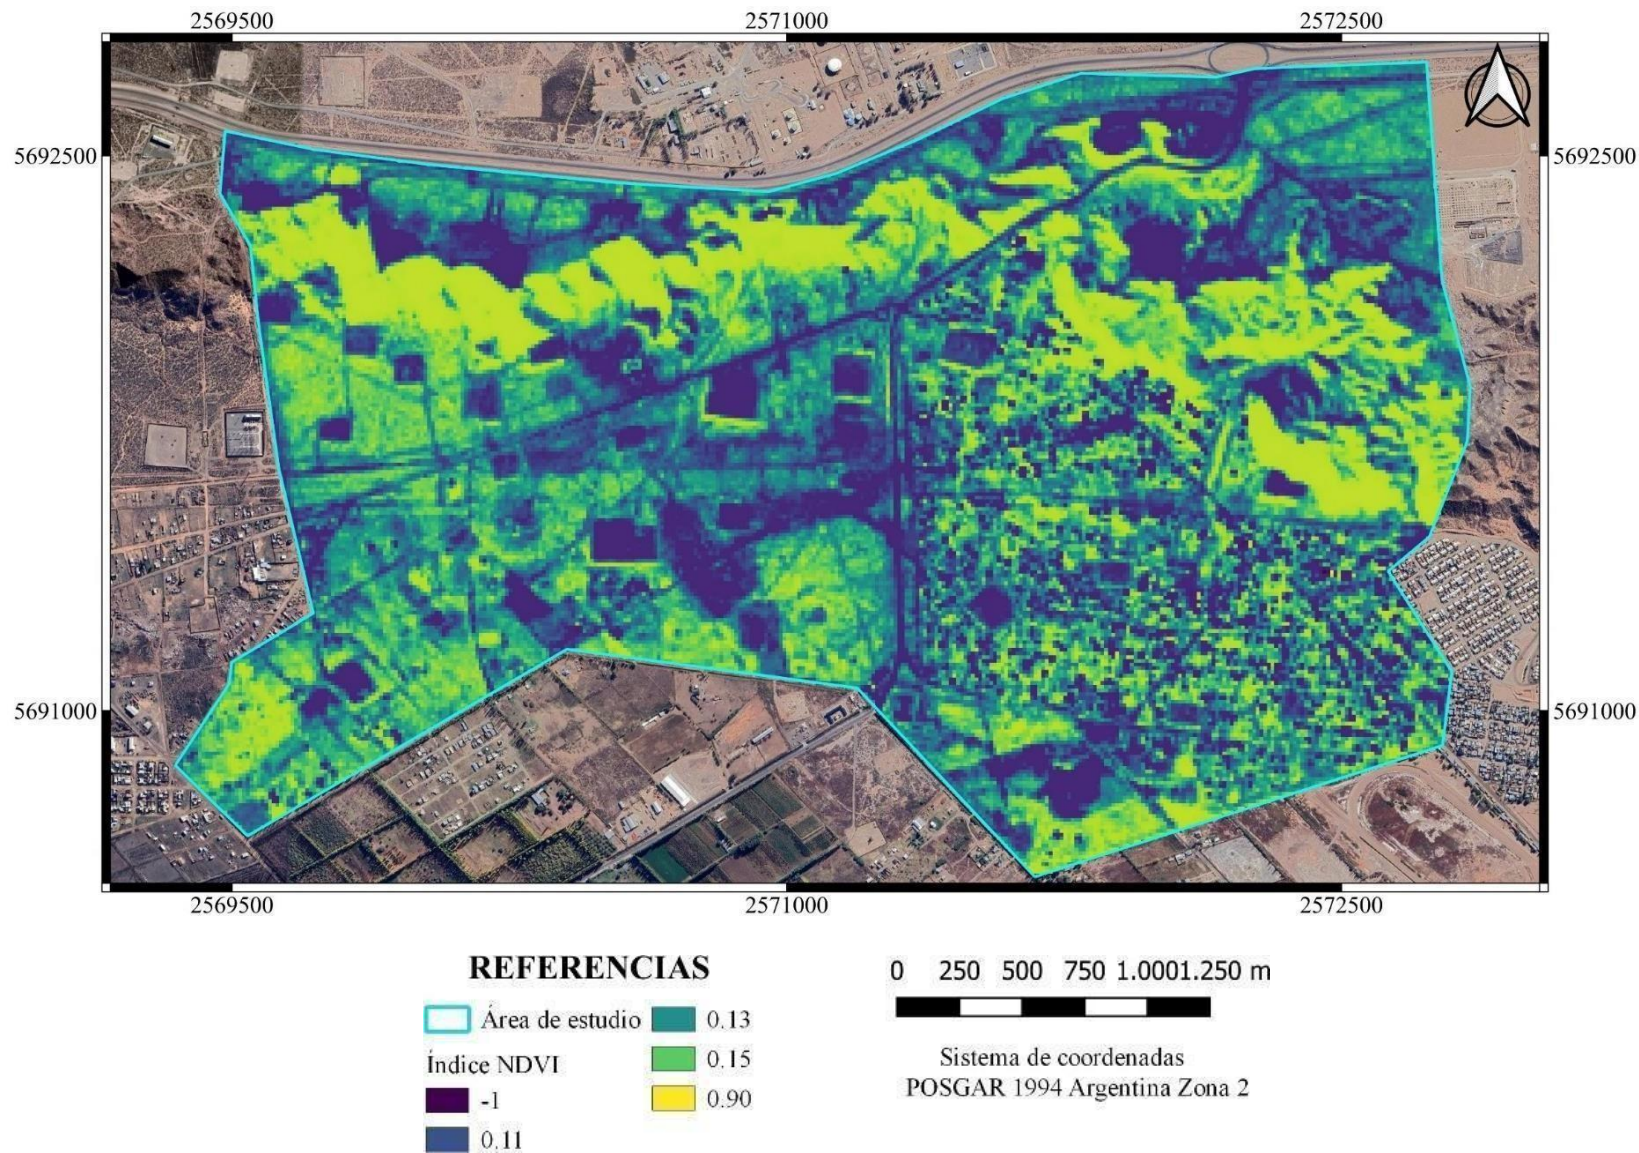 2569500 2571000 2572500
5692500 5692500
5691000 5691000
2569500 2571000 2572500
REFERENCIAS
Área de estudio
Índice NDVI
-1
0.11
0.13
0.15
0.90
0 250 500 750 1.0001.250 m
Sistema de coordenadas
POSGAR 1994 Argentina Zona 2